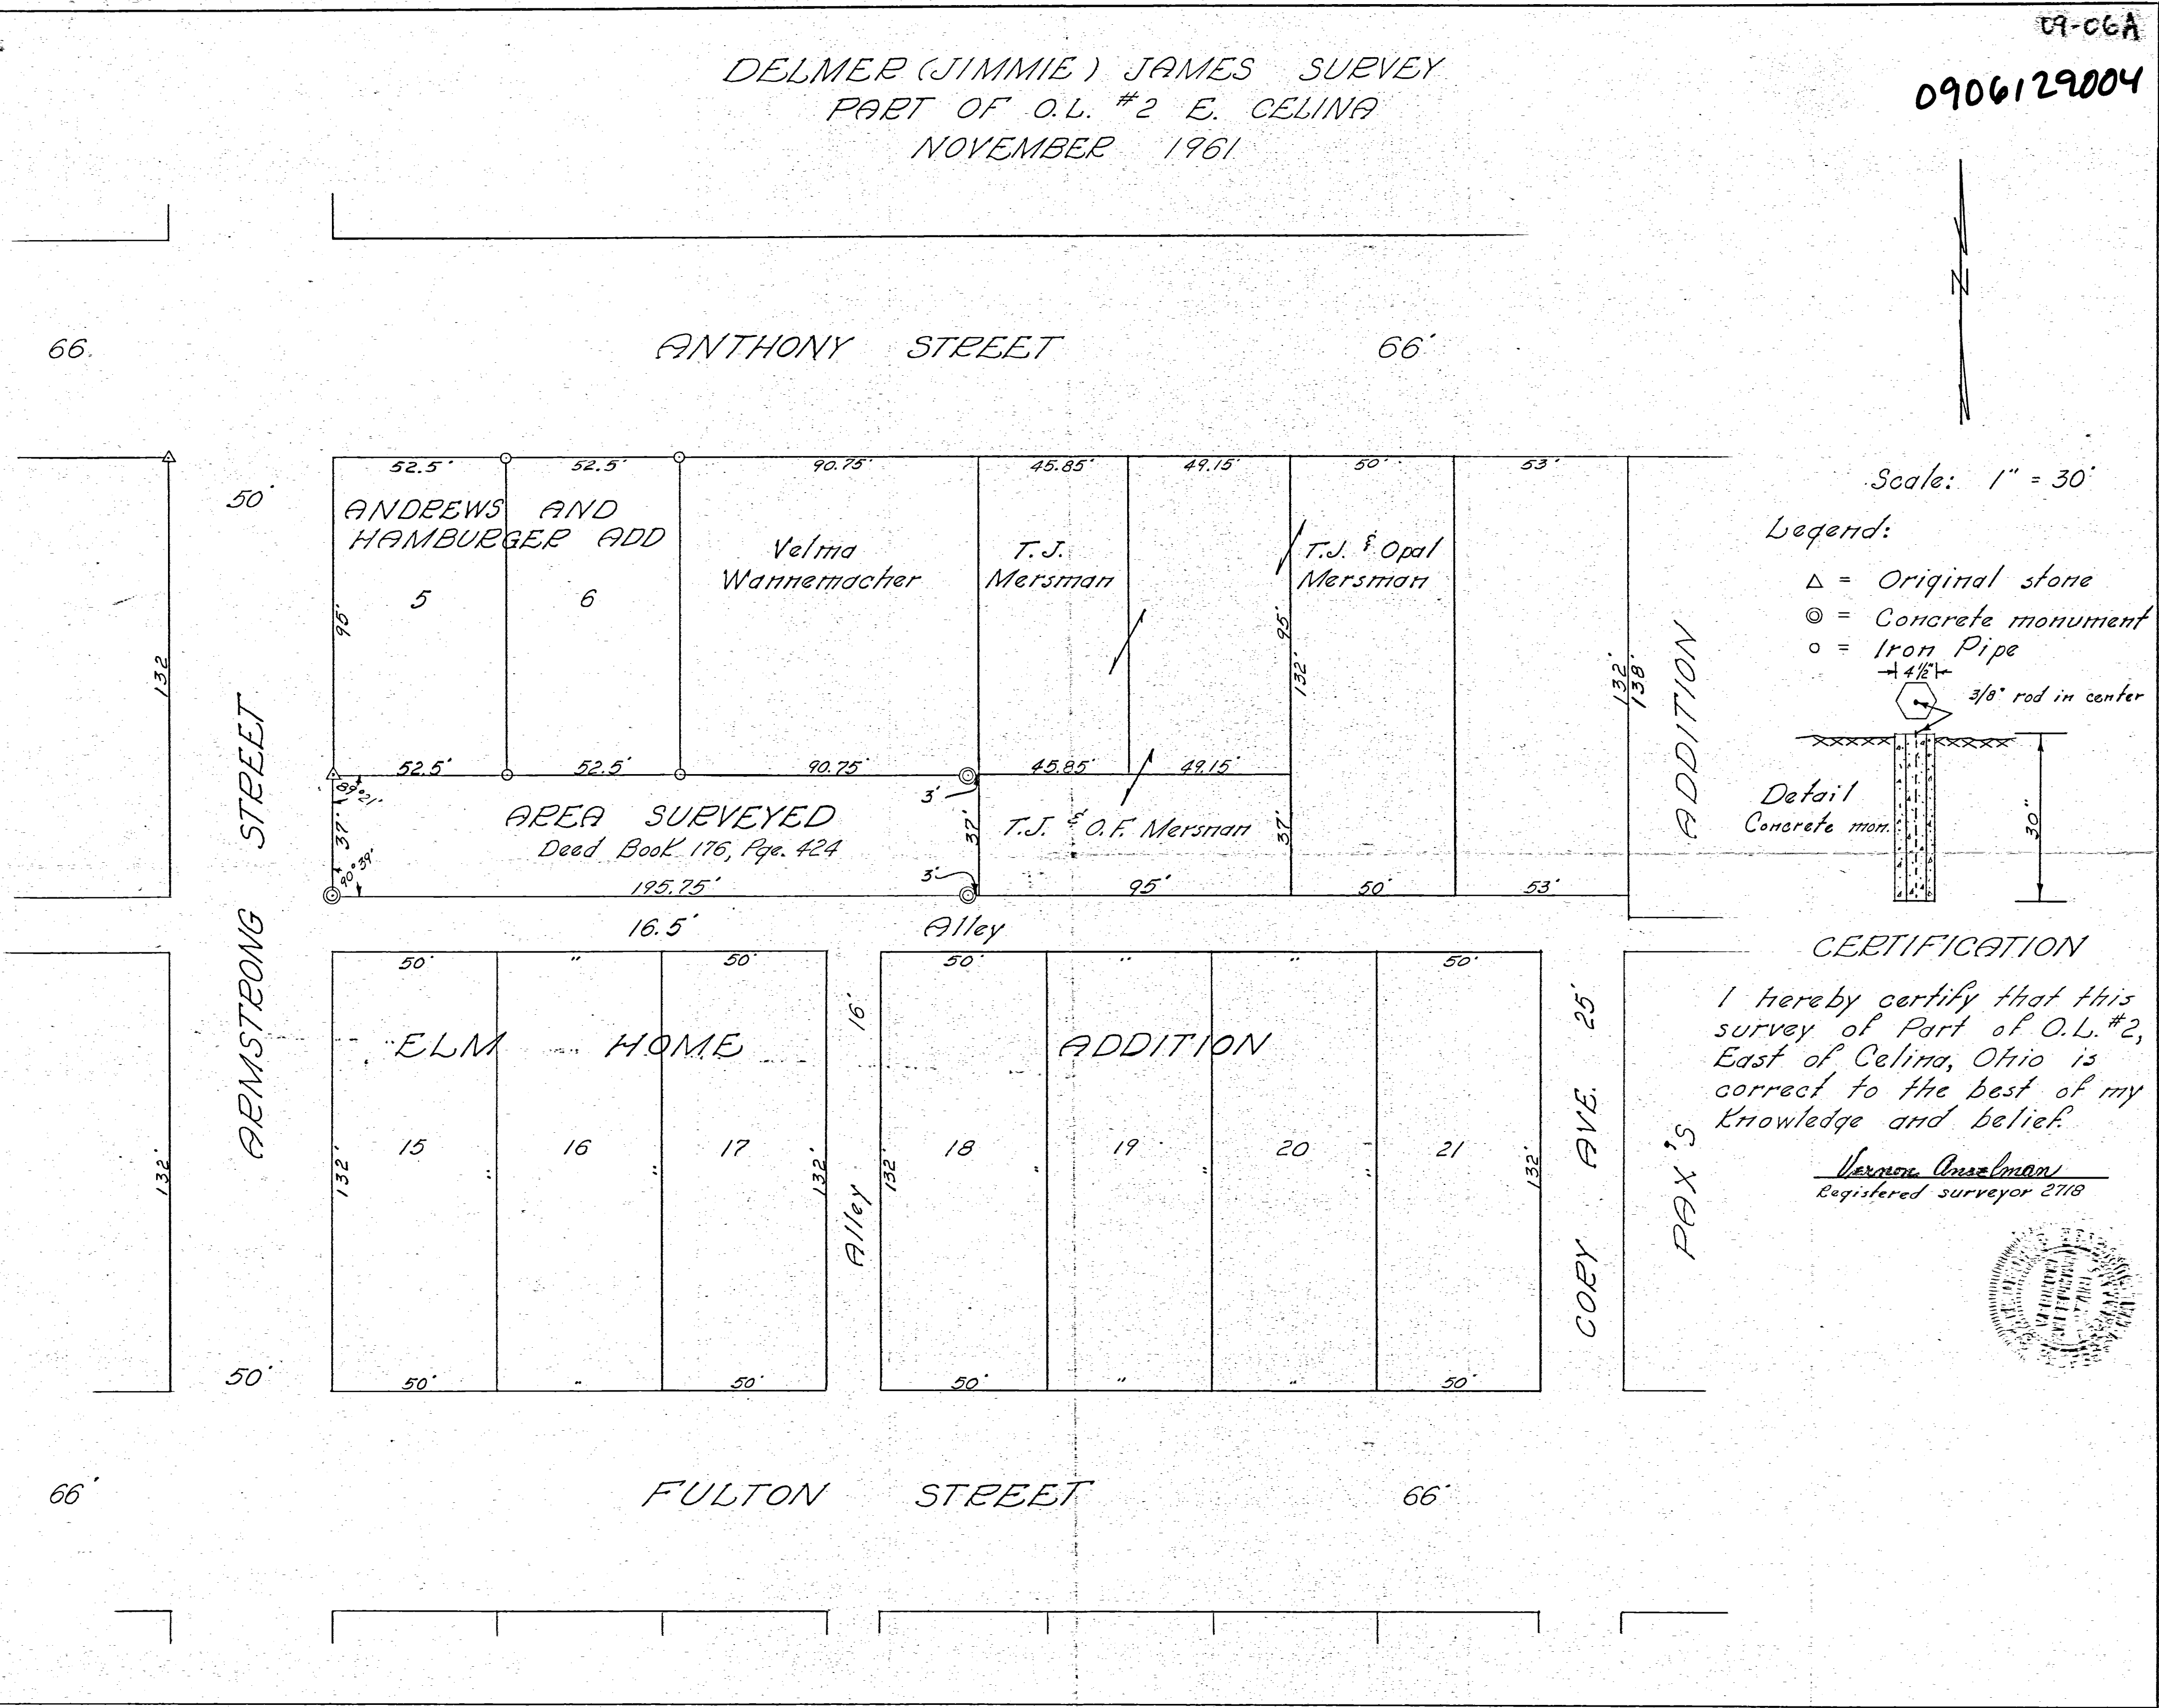 09-06A
0906129004
DELMER (JIMMIE) JAMES SURVEY
PART OF O.L. #2 E. CELINA
NOVEMBER 1961
66.
ANTHONY STREET
66'
50'
52.5'
52.5'
90.75'
45.85'
49.15'
50'
53'
ANDREWS AND
HAMBURGER ADD
5
6
Velma
Wannemacher
T.J.
Mersman
T.J. & Opal
Mersman
95'
95'
132
132'
132'
138'
52.5'
52.5'
90.75'
45.85'
49.15'
89°21'
3'
37'
37'
37'
AREA SURVEYED
Deed Book 176, Pge. 424
T.J. & O.F. Mersman
90°39'
3'
195.75'
95'
50'
53'
16.5'
Alley
ARMSTRONG STREET
50'
"
50'
50'
"
"
50'
16'
Alley
ELM HOME ADDITION
15
16
17
18
19
20
21
132'
132'
"
"
132'
132'
"
"
"
132'
CORY AVE. 25'
PAX'S ADDITION
50'
50'
"
50'
50'
"
"
50'
66'
FULTON STREET
66'
Scale: 1" = 30'
Legend:
△ = Original stone
◎ = Concrete monument
○ = Iron Pipe
4½"
3/8" rod in center
Detail
Concrete mon.
30"
CERTIFICATION
I hereby certify that this
survey of Part of O.L. #2,
East of Celina, Ohio is
correct to the best of my
Knowledge and belief.
Vernon Anselman
Registered surveyor 2718